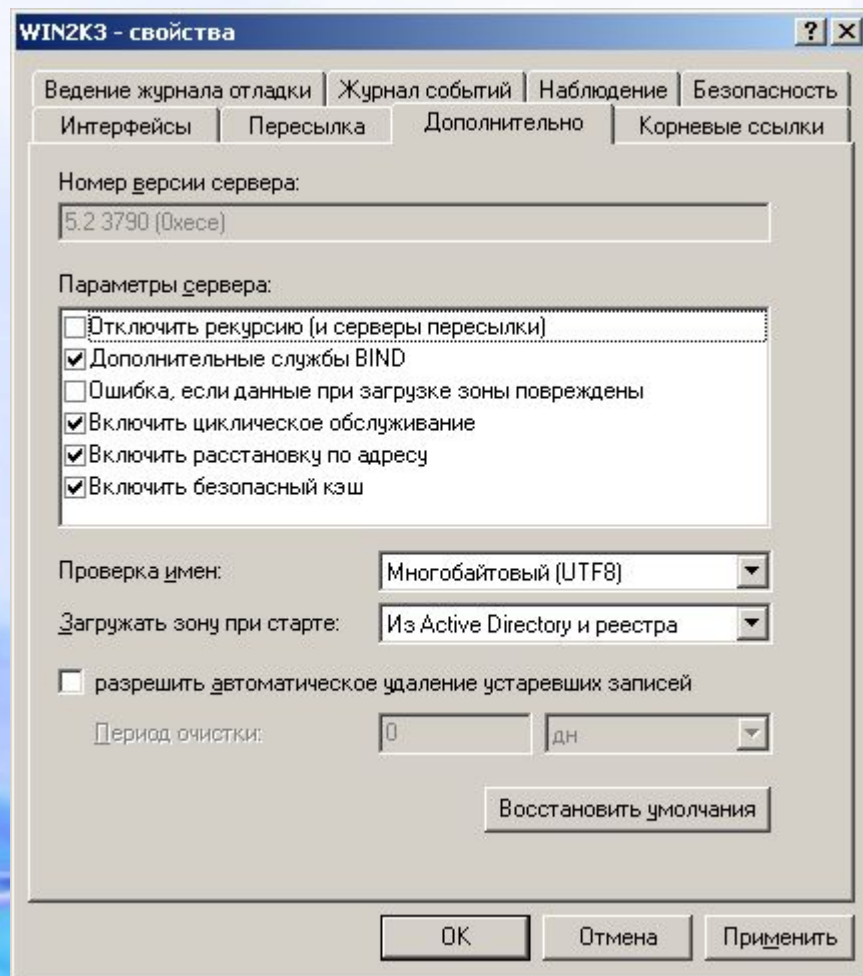 WIN2K3 - свойства
Ведение журнала отладки Журнал событий Наблюдение Безопасность
Интерфейсы Пересылка Дополнительно Корневые ссылки
Номер версии сервера:
5.2 3790 (0xece)
Параметры сервера:
Отключить рекурсию (и серверы пересылки)
Дополнительные службы BIND
Ошибка, если данные при загрузке зоны повреждены
Включить циклическое обслуживание
Включить расстановку по адресу
Включить безопасный кэш
Проверка имен: Многобайтовый (UTF8)
Загружать зону при старте: Из Active Directory и реестра
разрешить автоматическое удаление устаревших записей
Период очистки: 0 дн
Восстановить умолчания
OK Отмена Применить